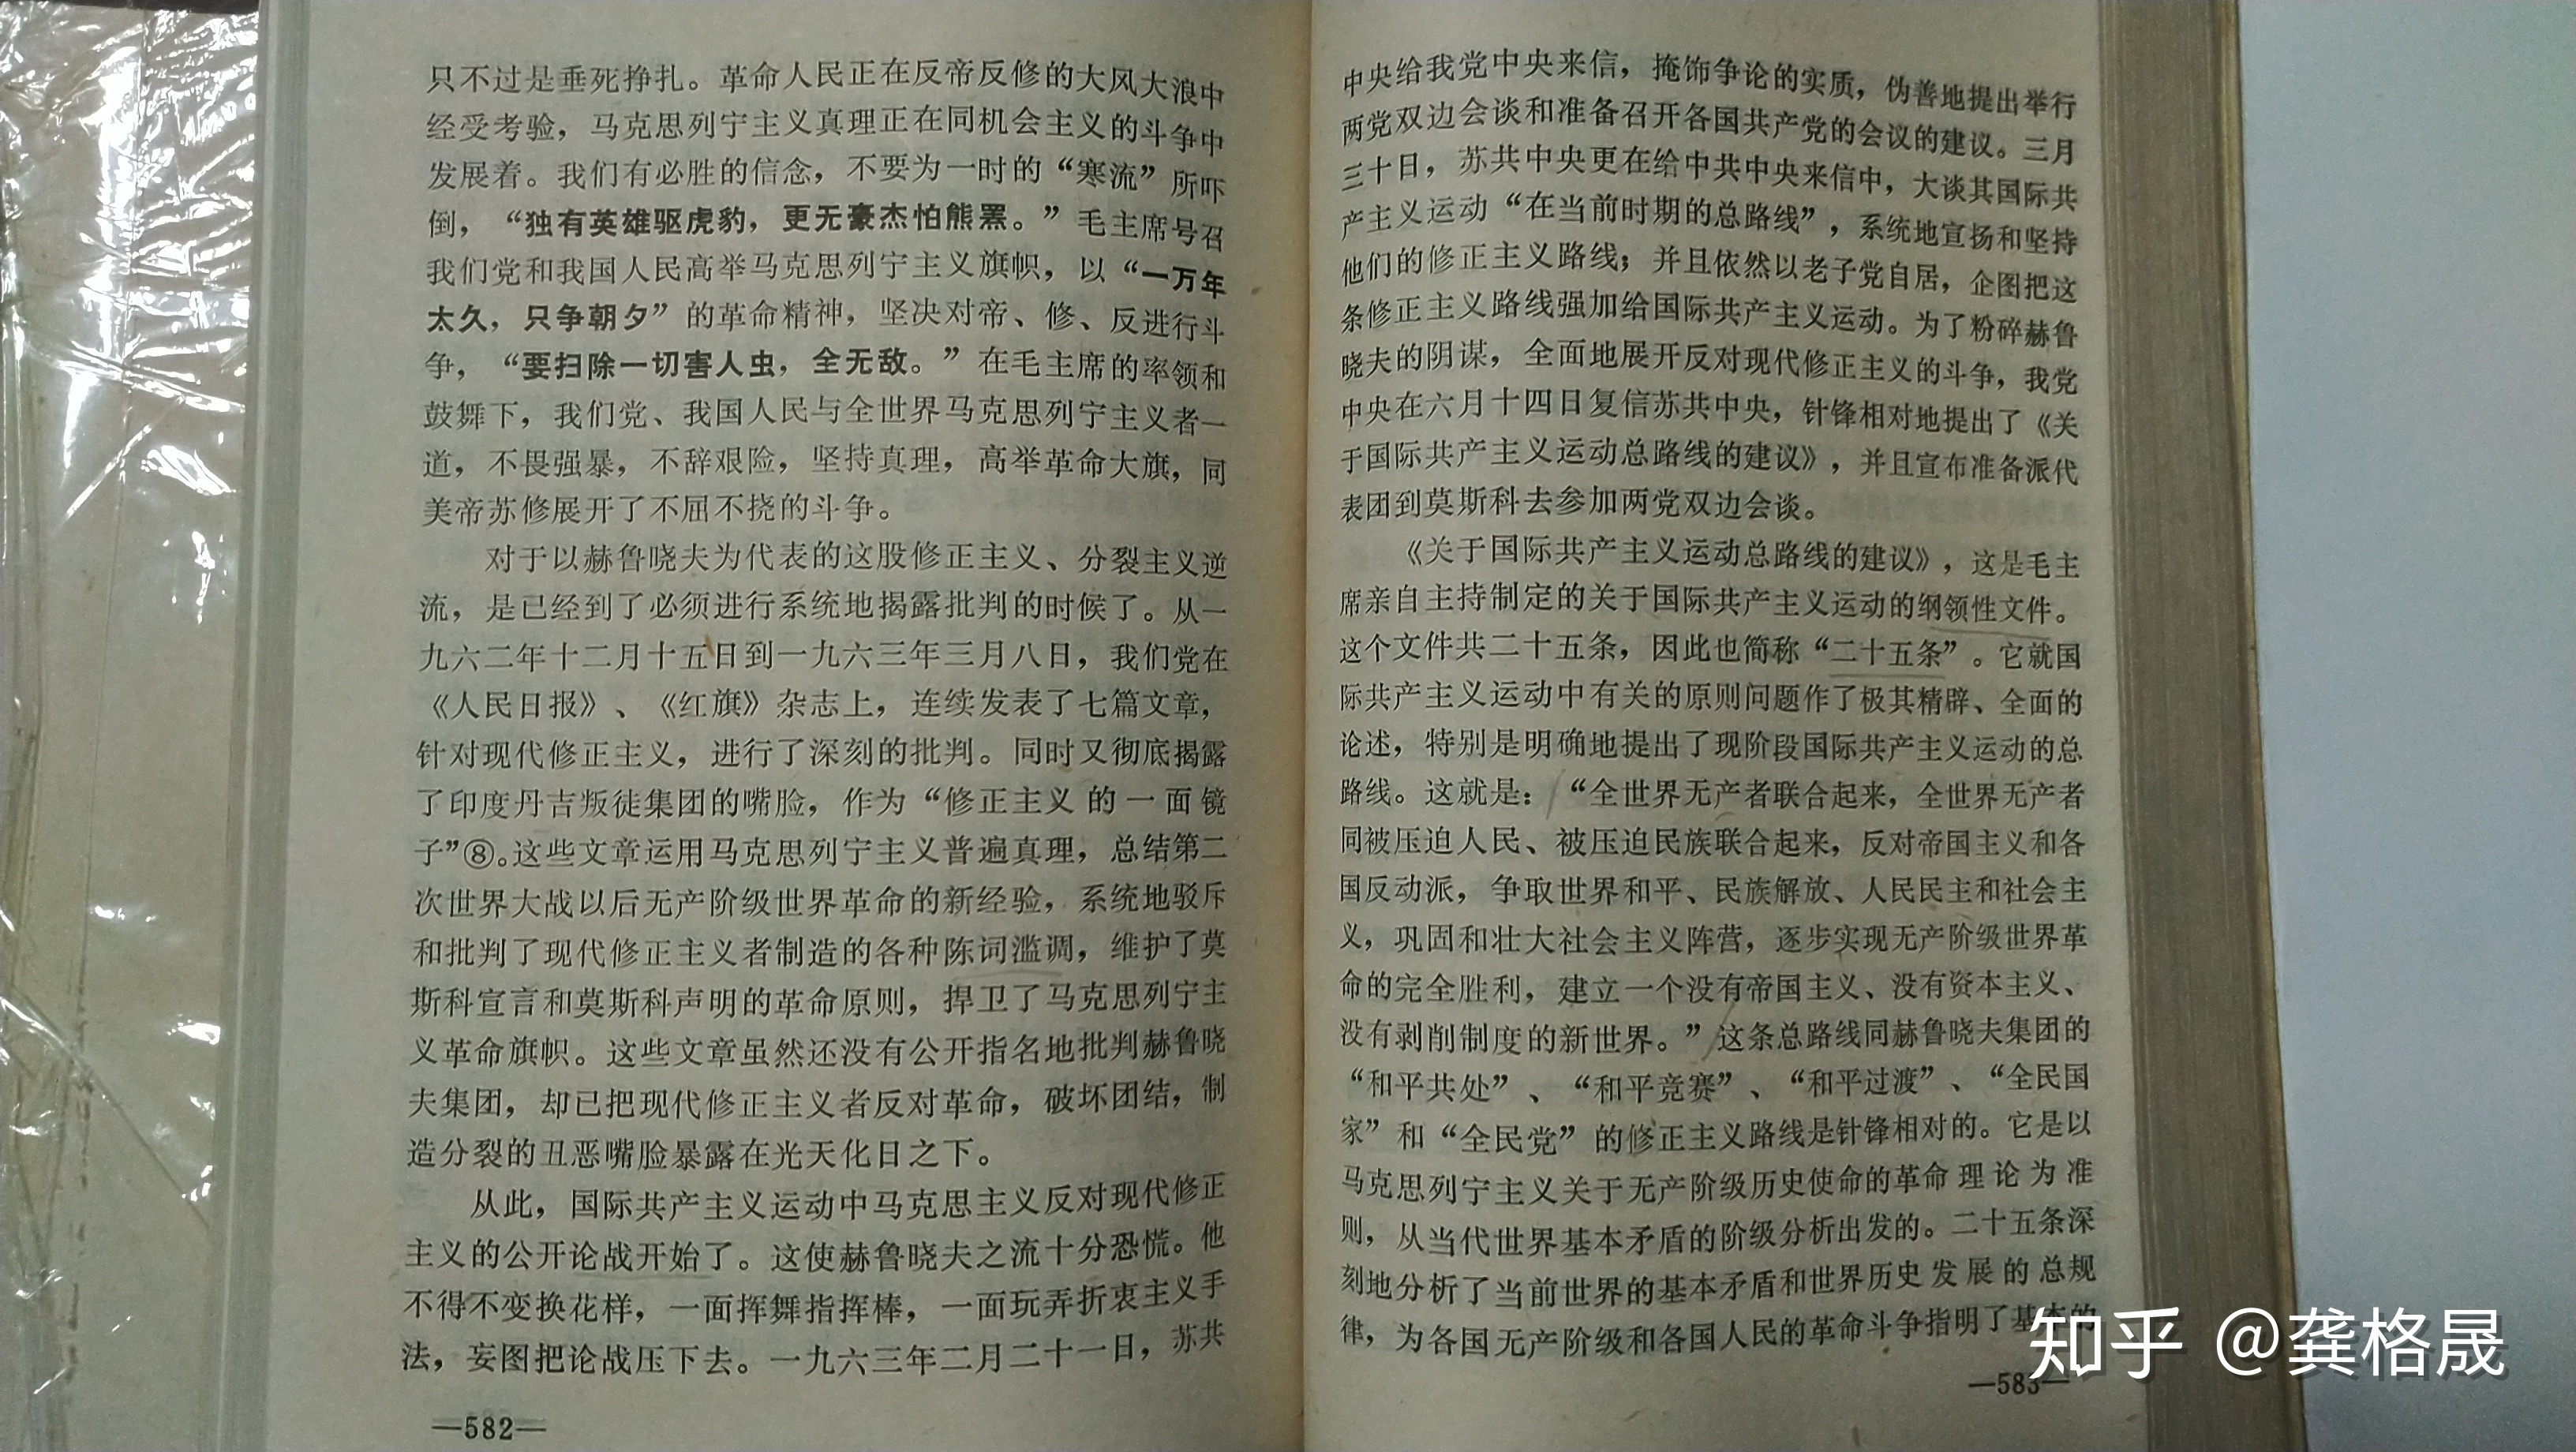 只不过是垂死挣扎。革命人民正在反帝反修的大风大浪中
经受考验，马克思列宁主义真理正在同机会主义的斗争中
发展着。我们有必胜的信念，不要为一时的“寒流”所吓
倒，“独有英雄驱虎豹，更无豪杰怕熊罴。”毛主席号召
我们党和我国人民高举马克思列宁主义旗帜，以“一万年
太久，只争朝夕”的革命精神，坚决对帝、修、反进行斗
争，“要扫除一切害人虫，全无敌。”在毛主席的率领和
鼓舞下，我们党、我国人民与全世界马克思列宁主义者一
道，不畏强暴，不辞艰险，坚持真理，高举革命大旗，同
美帝苏修展开了不屈不挠的斗争。
对于以赫鲁晓夫为代表的这股修正主义、分裂主义逆
流，是已经到了必须进行系统地揭露批判的时候了。从一
九六二年十二月十五日到一九六三年三月八日，我们党在
《人民日报》、《红旗》杂志上，连续发表了七篇文章，
针对现代修正主义，进行了深刻的批判。同时又彻底揭露
了印度丹吉叛徒集团的嘴脸，作为“修正主义的一面镜
子”⑧。这些文章运用马克思列宁主义普遍真理，总结第二
次世界大战以后无产阶级世界革命的新经验，系统地驳斥
和批判了现代修正主义者制造的各种陈词滥调，维护了莫
斯科宣言和莫斯科声明的革命原则，捍卫了马克思列宁主
义革命旗帜。这些文章虽然还没有公开指名地批判赫鲁晓
夫集团，却已把现代修正主义者反对革命，破坏团结，制
造分裂的丑恶嘴脸暴露在光天化日之下。
从此，国际共产主义运动中马克思主义反对现代修正
主义的公开论战开始了。这使赫鲁晓夫之流十分恐慌。他
不得不变换花样，一面挥舞指挥棒，一面玩弄折衷主义手
法，妄图把论战压下去。一九六三年二月二十一日，苏共
—582—
中央给我党中央来信，掩饰争论的实质，伪善地提出举行
两党双边会谈和准备召开各国共产党的会议的建议。三月
三十日，苏共中央更在给中共中央来信中，大谈其国际共
产主义运动“在当前时期的总路线”，系统地宣扬和坚持
他们的修正主义路线；并且依然以老子党自居，企图把这
条修正主义路线强加给国际共产主义运动。为了粉碎赫鲁
晓夫的阴谋，全面地展开反对现代修正主义的斗争，我党
中央在六月十四日复信苏共中央，针锋相对地提出了《关
于国际共产主义运动总路线的建议》，并且宣布准备派代
表团到莫斯科去参加两党双边会谈。
《关于国际共产主义运动总路线的建议》，这是毛主
席亲自主持制定的关于国际共产主义运动的纲领性文件。
这个文件共二十五条，因此也简称“二十五条”。它就国
际共产主义运动中有关的原则问题作了极其精辟、全面的
论述，特别是明确地提出了现阶段国际共产主义运动的总
路线。这就是：“全世界无产者联合起来，全世界无产者
同被压迫人民、被压迫民族联合起来，反对帝国主义和各
国反动派，争取世界和平、民族解放、人民民主和社会主
义，巩固和壮大社会主义阵营，逐步实现无产阶级世界革
命的完全胜利，建立一个没有帝国主义、没有资本主义、
没有剥削制度的新世界。”这条总路线同赫鲁晓夫集团的
“和平共处”、“和平竞赛”、“和平过渡”、“全民国
家”和“全民党”的修正主义路线是针锋相对的。它是以
马克思列宁主义关于无产阶级历史使命的革命理论为准
则，从当代世界基本矛盾的阶级分析出发的。二十五条深
刻地分析了当前世界的基本矛盾和世界历史发展的总规
律，为各国无产阶级和各国人民的革命斗争指明了基本的
—583—
知乎 @龚格晟